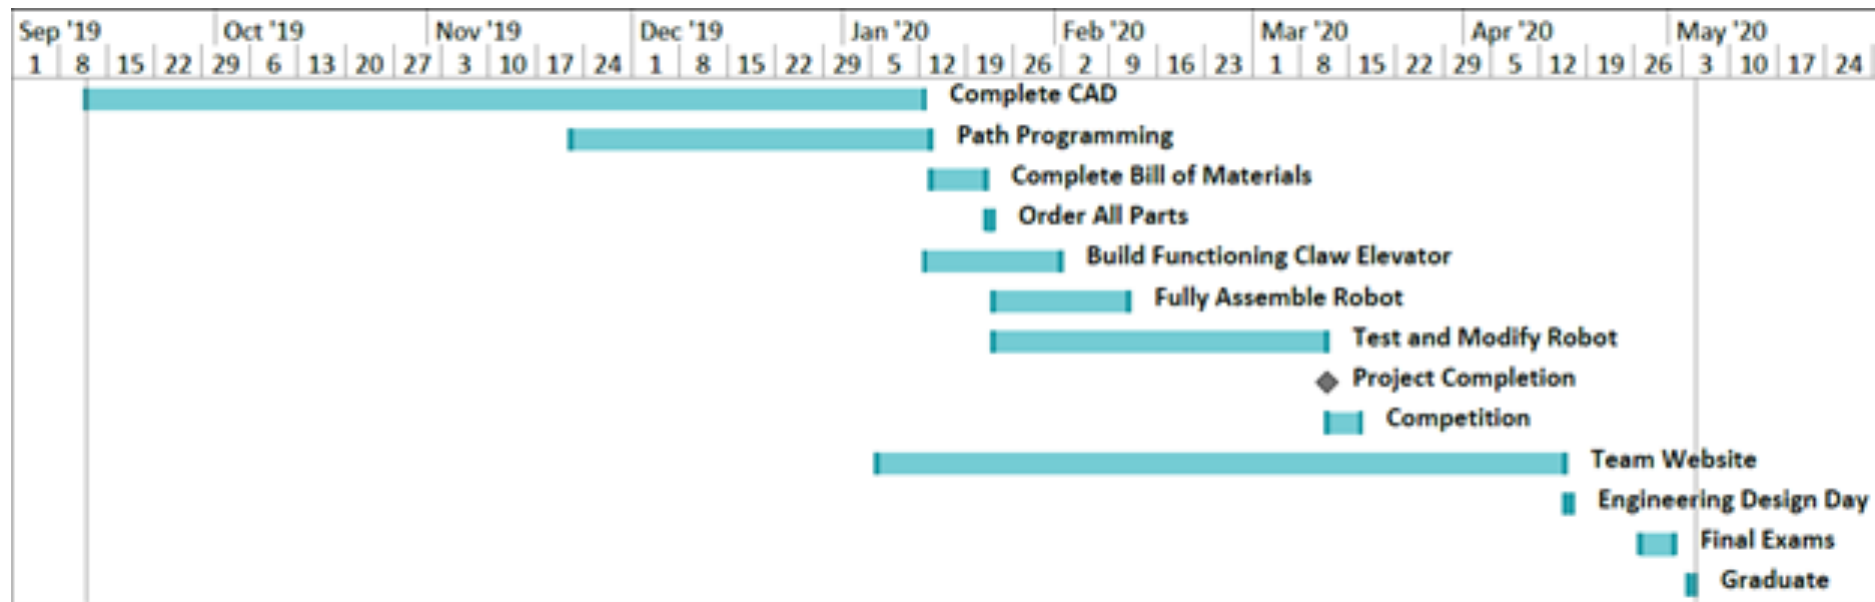 Sep '19 Oct '19 Nov '19 Dec '19 Jan '20 Feb '20 Mar '20 Apr '20 May '20
1 8 15 22 29 6 13 20 27 3 10 17 24 1 8 15 22 29 5 12 19 26 2 9 16 23 1 8 15 22 29 5 12 19 26 3 10 17 24
Complete CAD
Path Programming
Complete Bill of Materials
Order All Parts
Build Functioning Claw Elevator
Fully Assemble Robot
Test and Modify Robot
Project Completion
Competition
Team Website
Engineering Design Day
Final Exams
Graduate